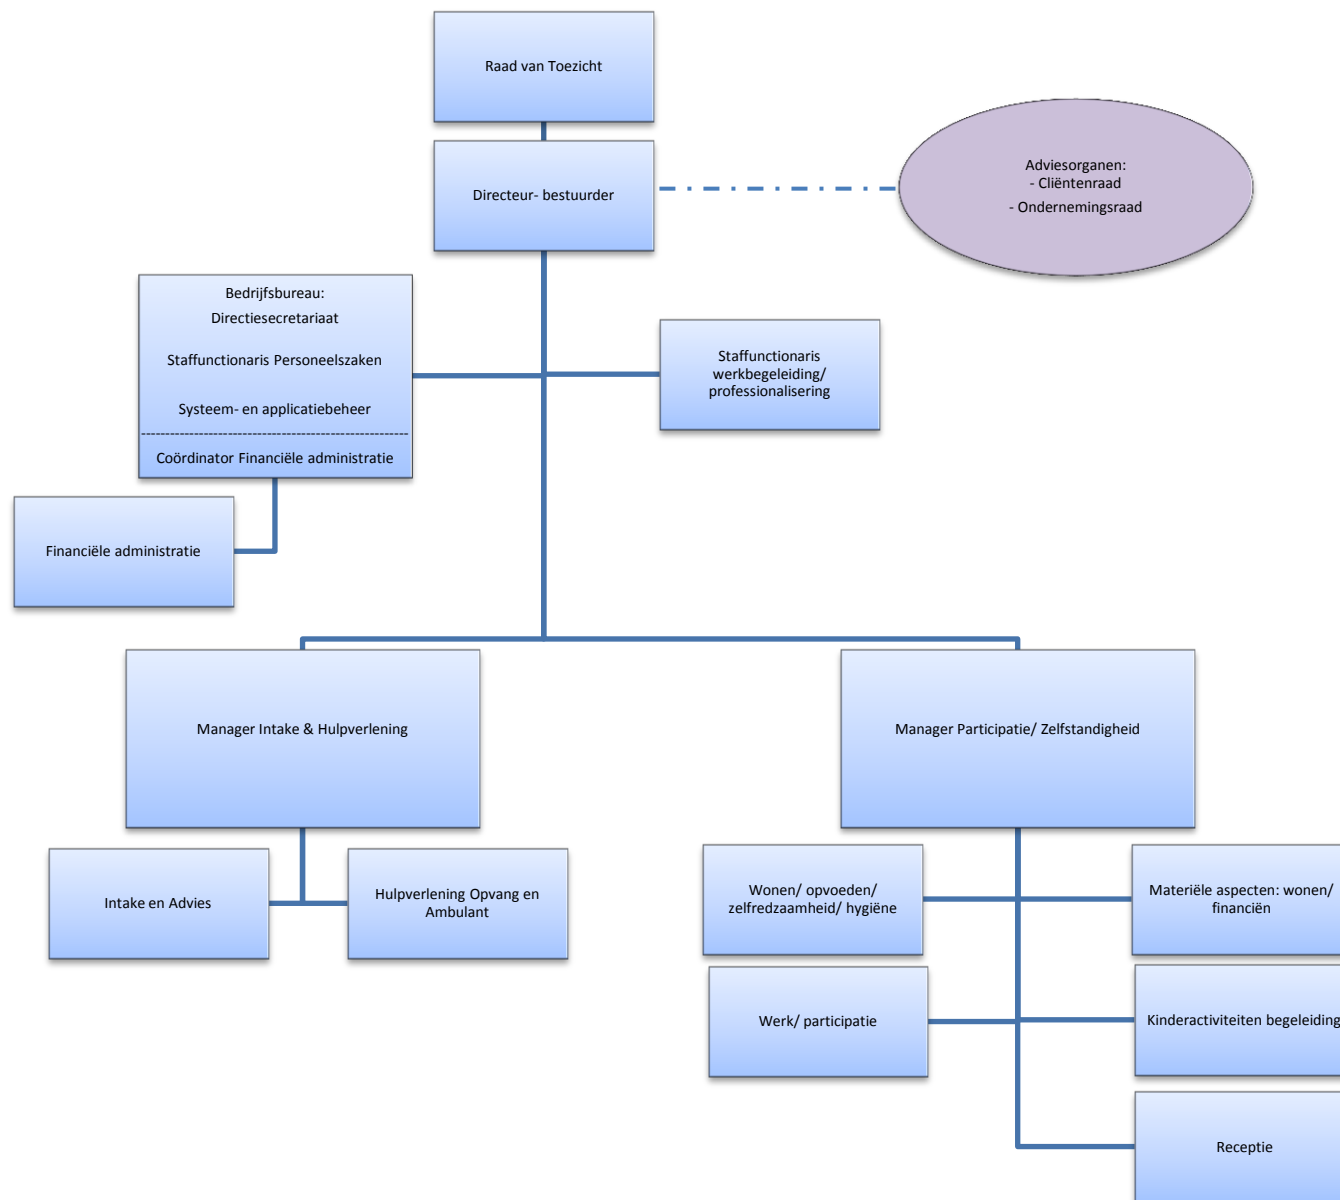 Raad van Toezicht
Directeur- bestuurder
Adviesorganen:
- Cliëntenraad
- Ondernemingsraad
Bedrijfsbureau:
Directiesecretariaat
Staffunctionaris Personeelszaken
Systeem- en applicatiebeheer
Coördinator Financiële administratie
Staffunctionaris
werkbegeleiding/
professionalisering
Financiële administratie
Manager Intake & Hulpverlening
Manager Participatie/ Zelfstandigheid
Intake en Advies
Hulpverlening Opvang en
Ambulant
Wonen/ opvoeden/
zelfredzaamheid/ hygiëne
Materiële aspecten: wonen/
financiën
Werk/ participatie
Kinderactiviteiten begeleiding
Receptie